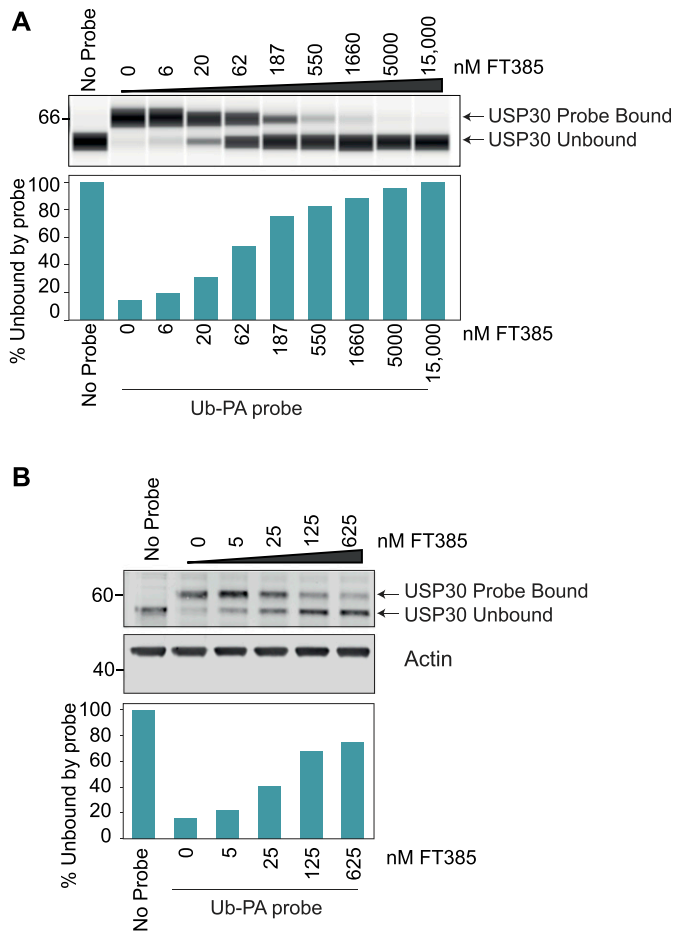 A
No Probe 0 6 20 62 187 550 1660 5000 15,000 nM FT385
66
USP30 Probe Bound
USP30 Unbound
% Unbound by probe
100
80
60
40
20
0
No Probe 0 6 20 62 187 550 1660 5000 15,000 nM FT385
Ub-PA probe
B
No Probe 0 5 25 125 625 nM FT385
60
USP30 Probe Bound
USP30 Unbound
Actin
40
% Unbound by probe
100
80
60
40
20
0
No Probe 0 5 25 125 625 nM FT385
Ub-PA probe